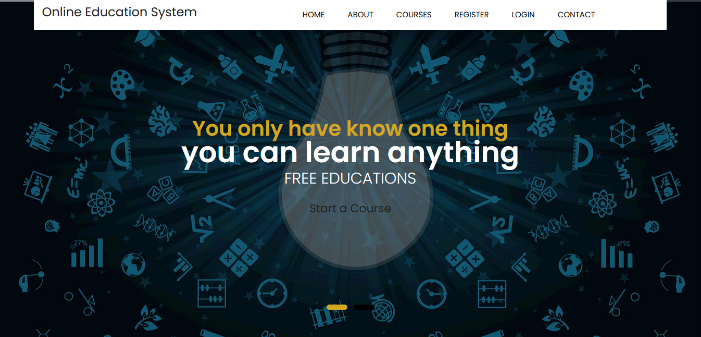 Online Education System
HOME ABOUT COURSES REGISTER LOGIN CONTACT
You only have know one thing
you can learn anything
FREE EDUCATIONS
Start a Course